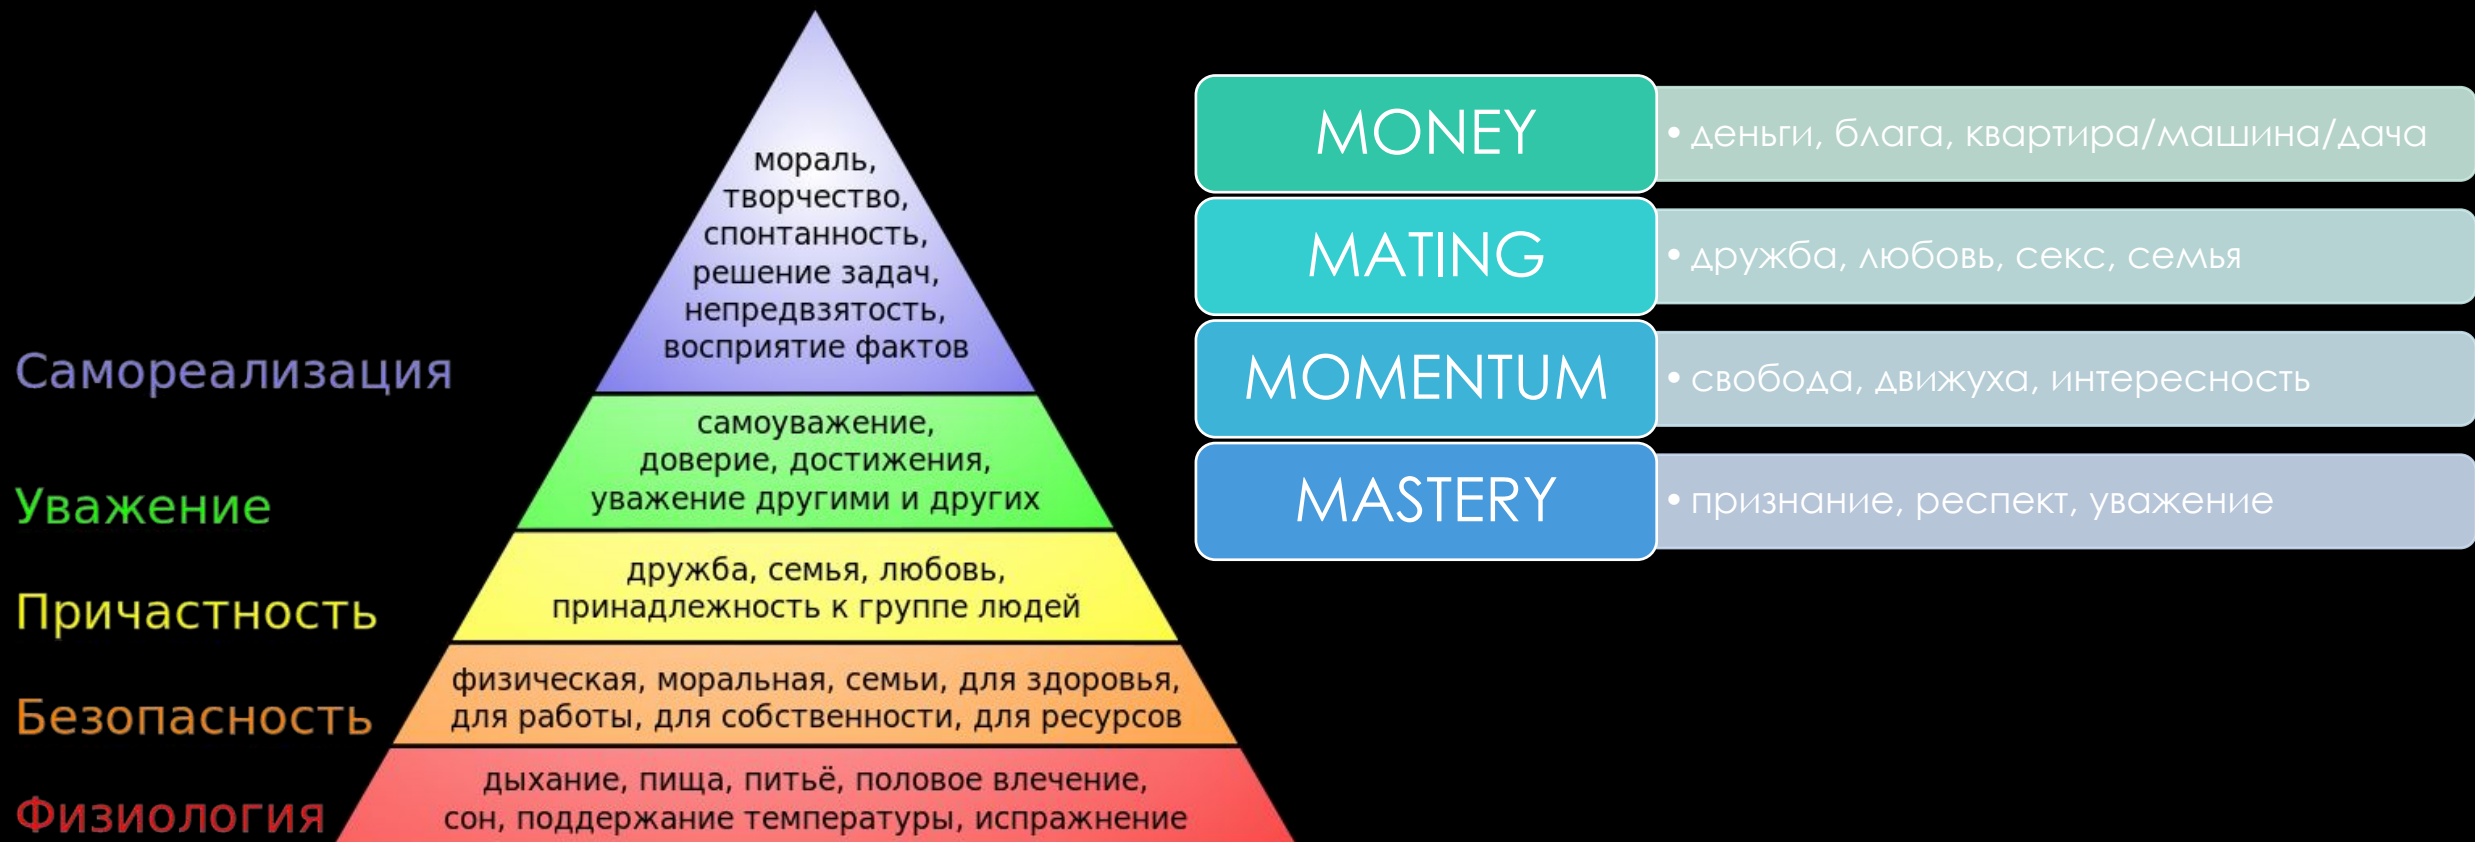 мораль,
творчество,
спонтанность,
решение задач,
непредвзятость,
восприятие фактов
Самореализация
самоуважение,
доверие, достижения,
уважение другими и других
Уважение
дружба, семья, любовь,
принадлежность к группе людей
Причастность
физическая, моральная, семьи, для здоровья,
для работы, для собственности, для ресурсов
Безопасность
дыхание, пища, питьё, половое влечение,
сон, поддержание температуры, испражнение
Физиология
MONEY
• деньги, блага, квартира/машина/дача
MATING
• дружба, любовь, секс, семья
MOMENTUM
• свобода, движуха, интересность
MASTERY
• признание, респект, уважение